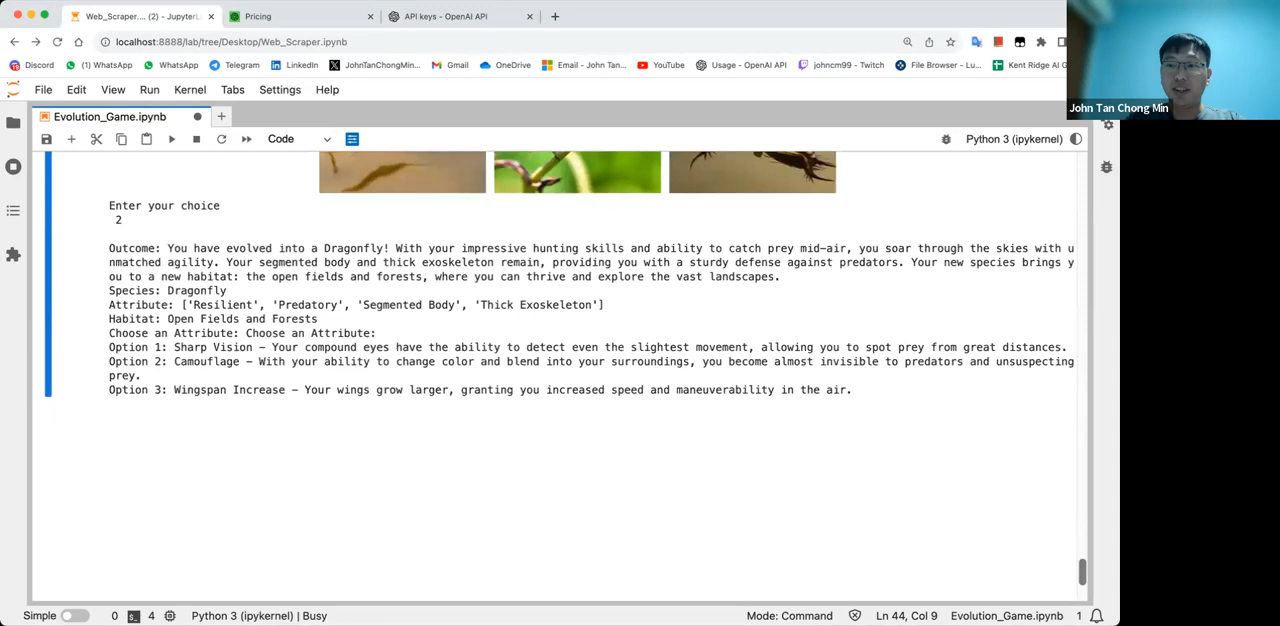 Web_Scraper.... (2) - JupyterL
Pricing
API keys - OpenAI API
localhost:8888/lab/tree/Desktop/Web_Scraper.ipynb
Discord
(1) WhatsApp
WhatsApp
Telegram
LinkedIn
JohnTanChongMin...
Gmail
OneDrive
Email - John Tan...
YouTube
Usage - OpenAI API
johncm99 - Twitch
File Browser - Lu...
Kent Ridge AI G
John Tan Chong Min
File Edit View Run Kernel Tabs Settings Help
Evolution_Game.ipynb
Code
Python 3 (ipykernel)
Enter your choice
2
Outcome: You have evolved into a Dragonfly! With your impressive hunting skills and ability to catch prey mid-air, you soar through the skies with u
nmatched agility. Your segmented body and thick exoskeleton remain, providing you with a sturdy defense against predators. Your new species brings y
ou to a new habitat: the open fields and forests, where you can thrive and explore the vast landscapes.
Species: Dragonfly
Attribute: ['Resilient', 'Predatory', 'Segmented Body', 'Thick Exoskeleton']
Habitat: Open Fields and Forests
Choose an Attribute: Choose an Attribute:
Option 1: Sharp Vision – Your compound eyes have the ability to detect even the slightest movement, allowing you to spot prey from great distances.
Option 2: Camouflage – With your ability to change color and blend into your surroundings, you become almost invisible to predators and unsuspecting
prey.
Option 3: Wingspan Increase – Your wings grow larger, granting you increased speed and maneuverability in the air.
Simple 0 4 Python 3 (ipykernel) | Busy Mode: Command Ln 44, Col 9 Evolution_Game.ipynb 1